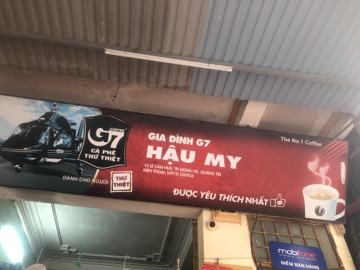 COFFEE
G7
CÀ PHÊ
THỨ THIỆT
DÀNH CHO NGƯỜI
THỨ
THIỆT
GIA ĐÌNH G7
HẬU MY
ĐƯỢC YÊU THÍCH NHẤT
The No.1 Coffee
mobifone
ĐIỂM BÁN HÀNG